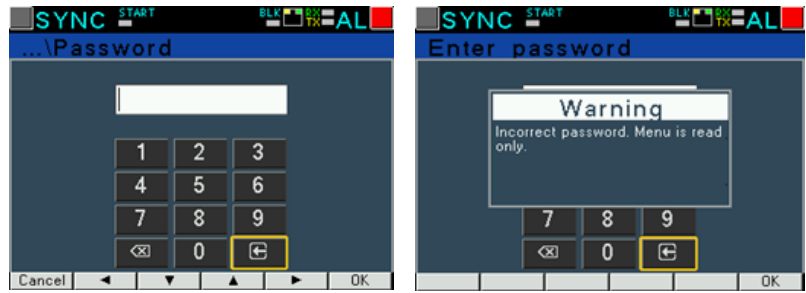 SYNC START BLK RX TX AL
...\Password
1 2 3
4 5 6
7 8 9
0
Cancel ◄ ▼ ▲ ► OK
SYNC START BLK RX TX AL
Enter password
Warning
Incorrect password. Menu is read
only.
7 8 9
0
OK